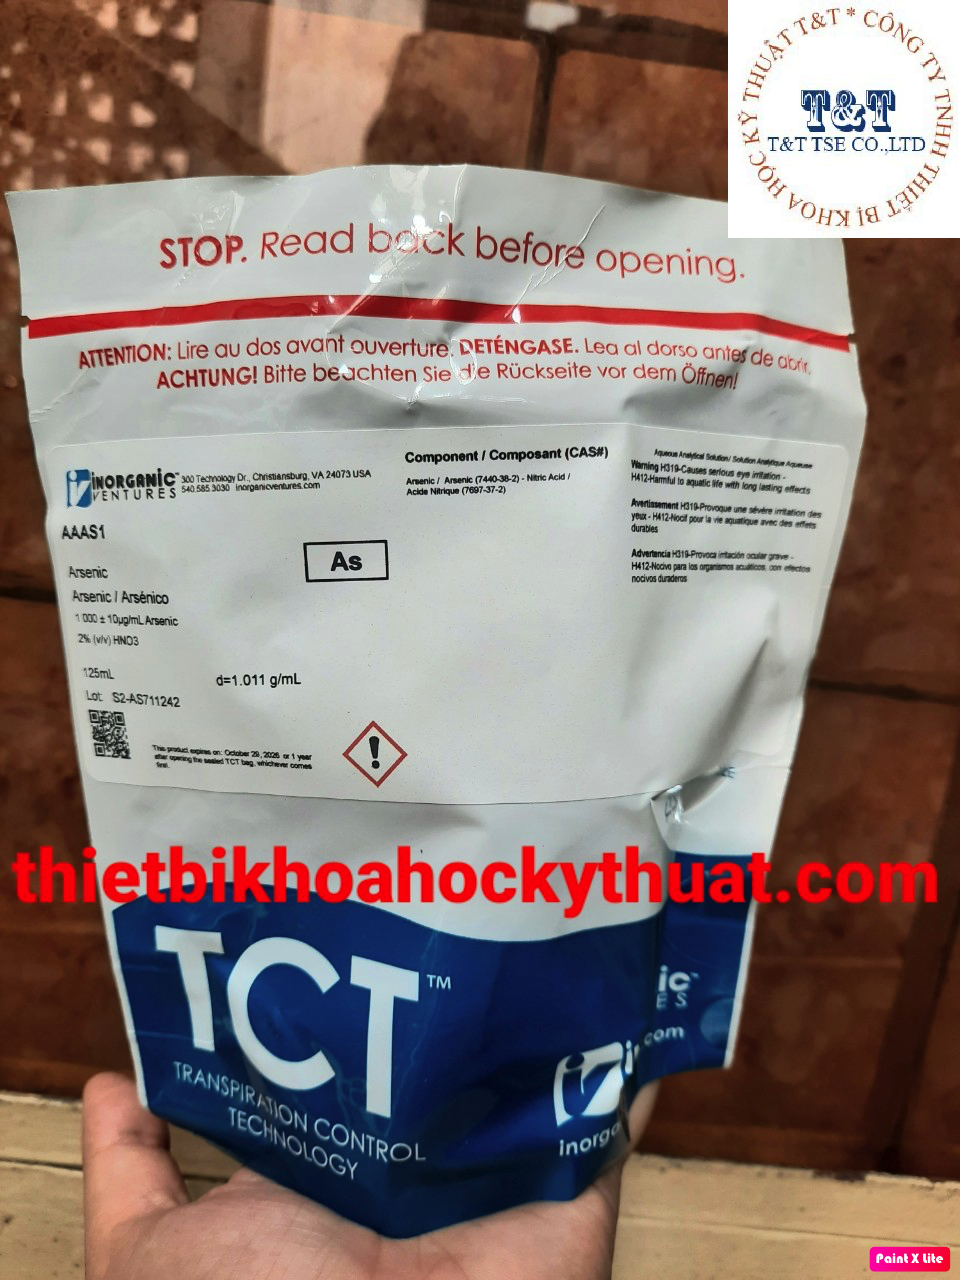 T&T * CÔNG TY TNHH THIẾT BỊ KHOA HỌC KỸ THUẬT
T&T
T&T TSE CO.,LTD
STOP. Read back before opening.
ATTENTION: Lire au dos avant ouverture. DETÉNGASE. Lea al dorso antes de abrir.
ACHTUNG! Bitte beachten Sie die Rückseite vor dem Öffnen!
INORGANIC™
VENTURES
300 Technology Dr., Christiansburg, VA 24073 USA
540.585.3030 inorganicventures.com
AAAS1
Arsenic
Arsenic / Arsénico
1 000 ± 10µg/mL Arsenic
2% (v/v) HNO3
125mL
d=1.011 g/mL
Lot: S2-AS711242
This product expires on: October 29, 2026 or 1 year
after opening the sealed TCT bag, whichever comes
first.
Component / Composant (CAS#)
Arsenic / Arsenic (7440-38-2) - Nitric Acid /
Acide Nitrique (7697-37-2)
As
Aqueous Analytical Solution / Solution Analytique Aqueuse
Warning H319-Causes serious eye irritation -
H412-Harmful to aquatic life with long lasting effects
Avertissement H319-Provoque une sévère irritation des
yeux - H412-Nocif pour la vie aquatique avec des effets
durables
Advertencia H319-Provoca irritación ocular grave -
H412-Nocivo para los organismos acuáticos, con efectos
nocivos duraderos
thietbikhoahockythuat.com
TCT™
TRANSPIRATION CONTROL
TECHNOLOGY
ic™
ES
.com
iv
inorga
Paint X Lite